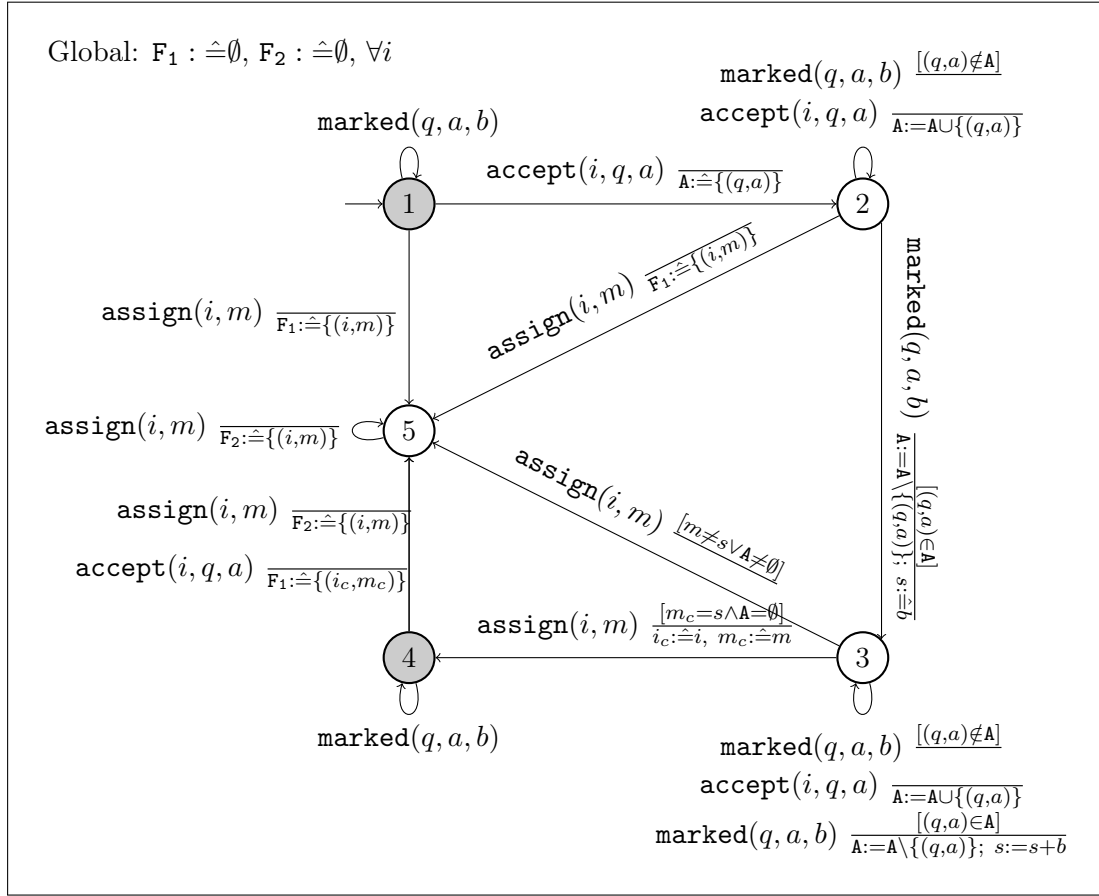 Global: F₁ : ≙∅, F₂ : ≙∅, ∀i
marked(q, a, b) [(q,a)∉A]
accept(i, q, a) A:=A∪{(q,a)}
marked(q, a, b)
accept(i, q, a) A:≙{(q,a)}
1
2
assign(i, m) F₁:≙{(i,m)}
marked(q, a, b) [(q,a)∈A] A:=A\{(q,a)}; s:≙b
assign(i, m) F₁:≙{(i,m)}
assign(i, m) F₂:≙{(i,m)}
5
assign(i, m) [m≠s∨A≠∅]
assign(i, m) F₂:≙{(i,m)}
accept(i, q, a) F₁:≙{(i_c,m_c)}
assign(i, m) [m_c=s∧A=∅] i_c:≙i, m_c:≙m
4
3
marked(q, a, b)
marked(q, a, b) [(q,a)∉A]
accept(i, q, a) A:=A∪{(q,a)}
marked(q, a, b) [(q,a)∈A] A:=A\{(q,a)}; s:=s+b